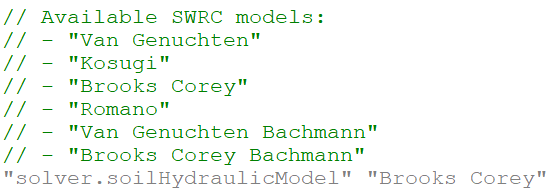 // Available SWRC models:
// - "Van Genuchten"
// - "Kosugi"
// - "Brooks Corey"
// - "Romano"
// - "Van Genuchten Bachmann"
// - "Brooks Corey Bachmann"
"solver.soilHydraulicModel" "Brooks Corey"